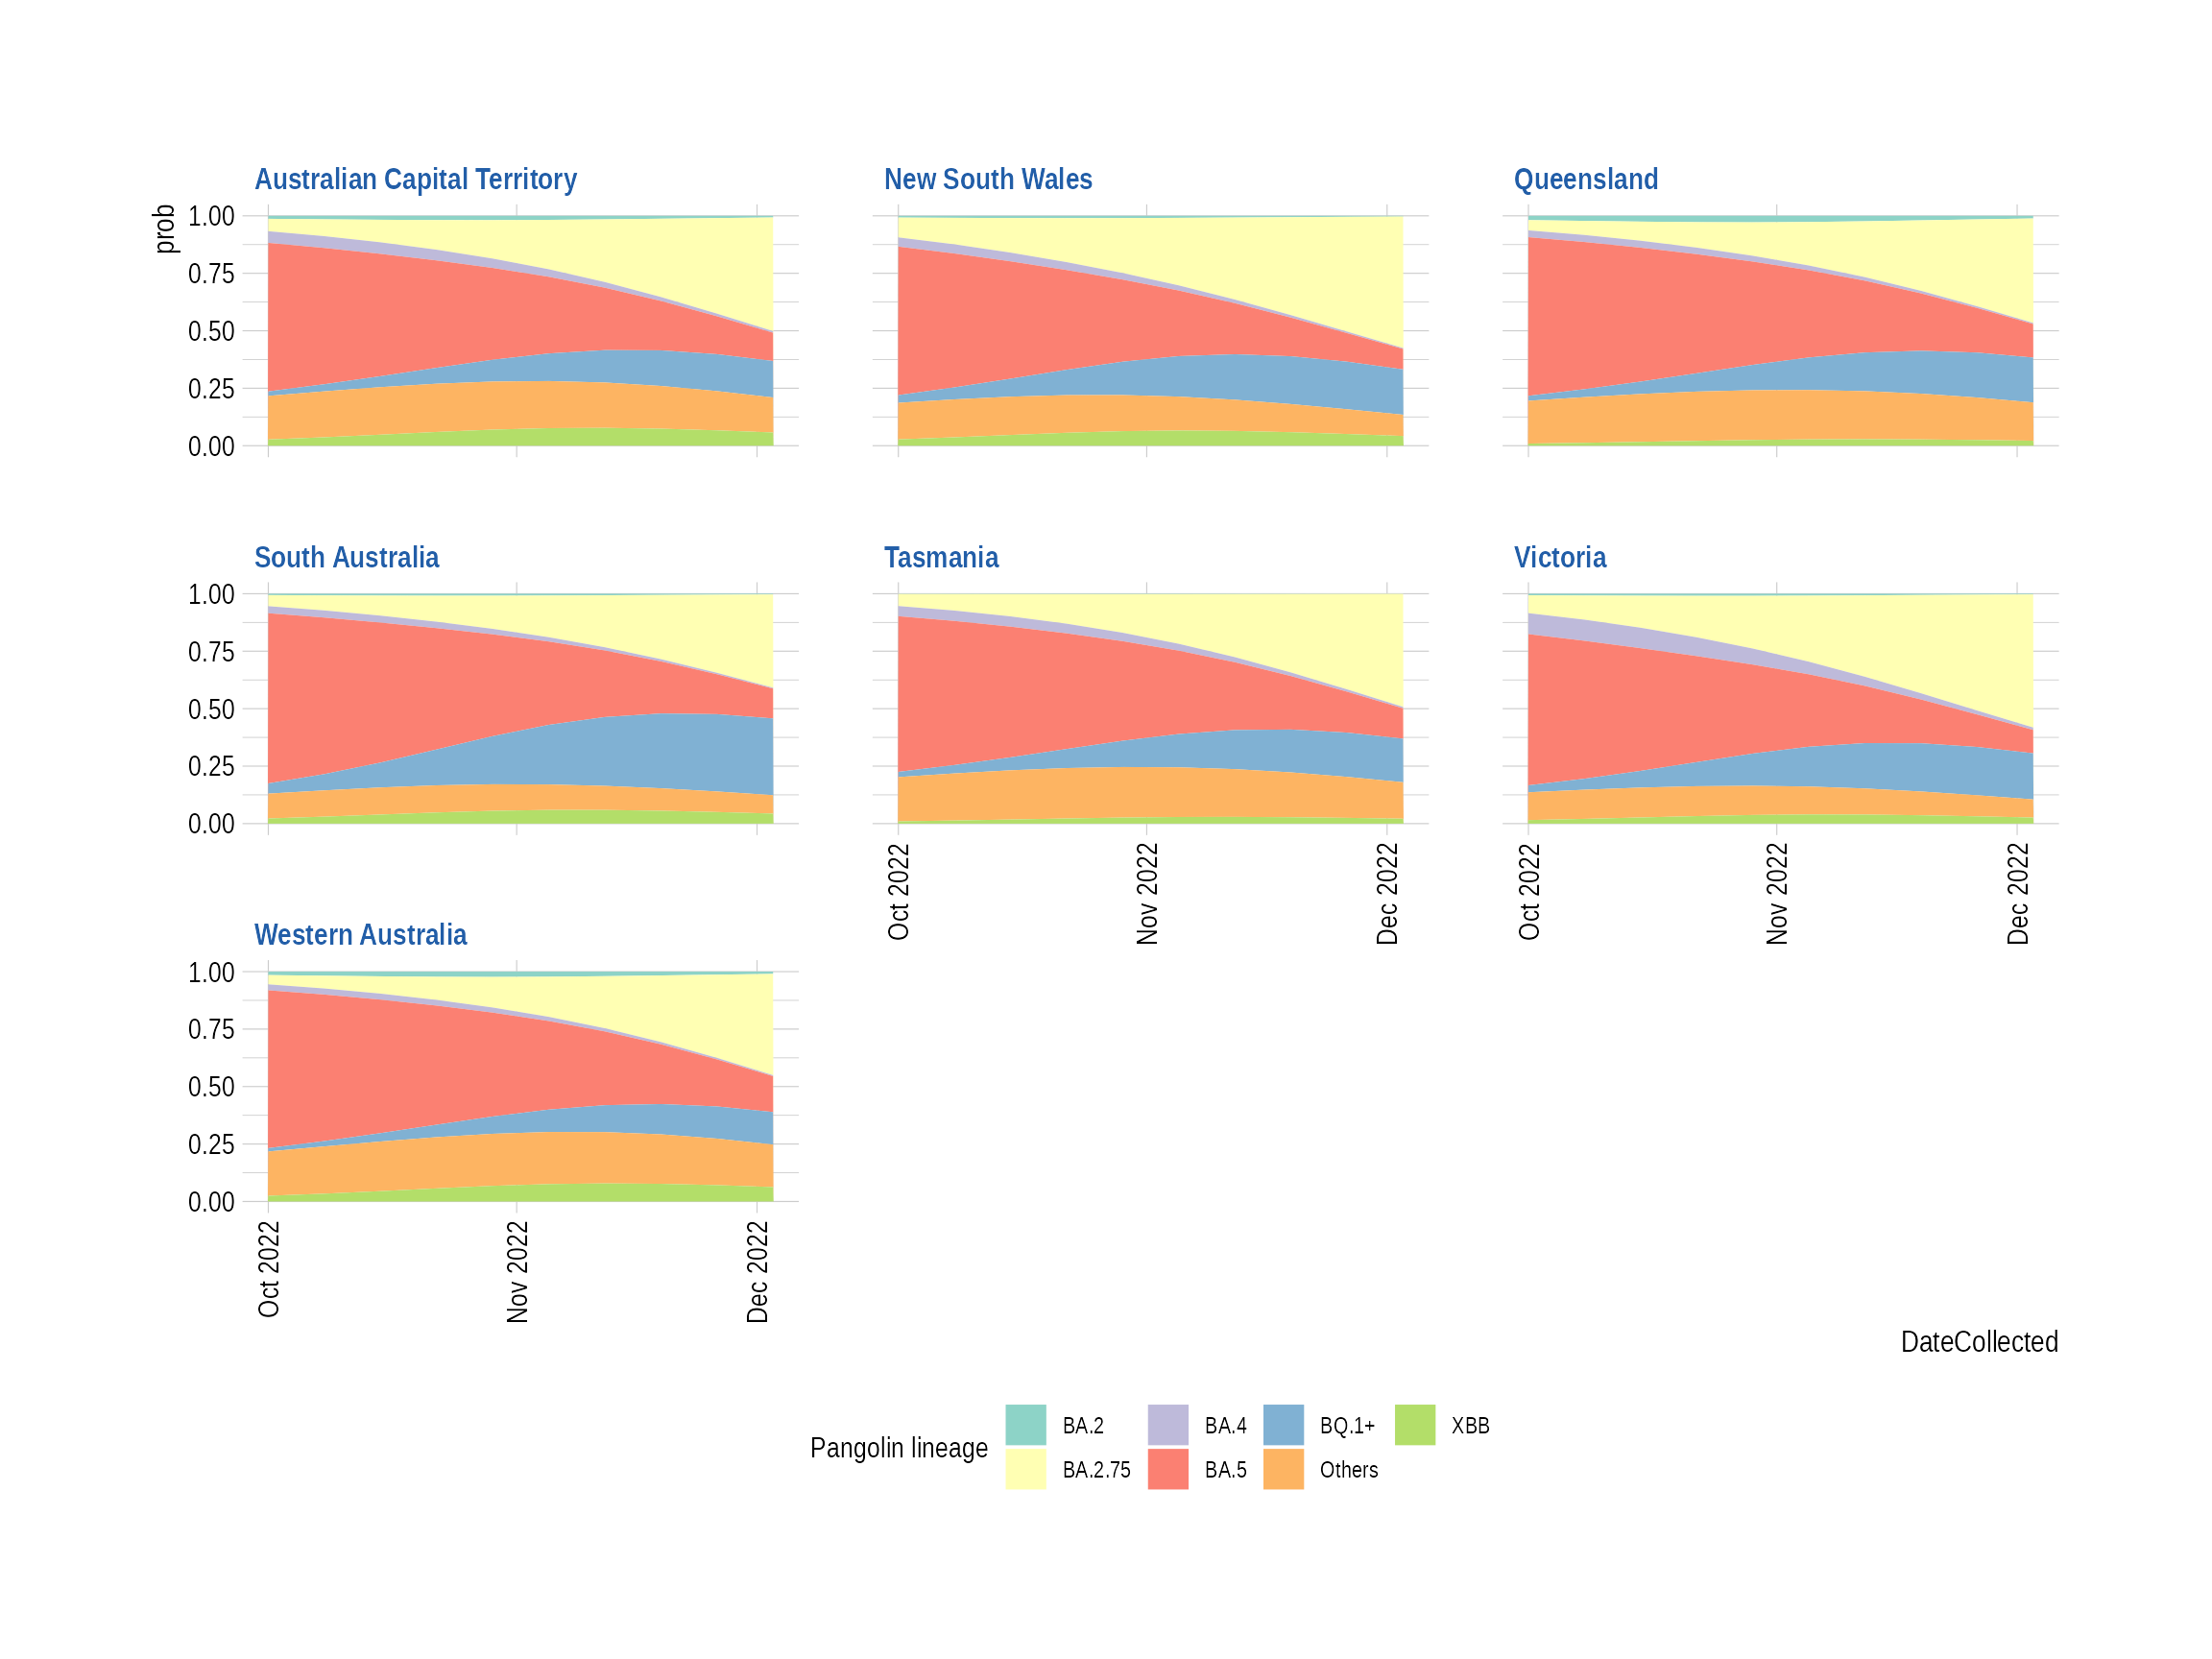 Australian Capital Territory
New South Wales
Queensland
prob
1.00
0.75
0.50
0.25
0.00
South Australia
Tasmania
Victoria
1.00
0.75
0.50
0.25
0.00
Oct 2022
Nov 2022
Dec 2022
Oct 2022
Nov 2022
Dec 2022
Western Australia
1.00
0.75
0.50
0.25
0.00
Oct 2022
Nov 2022
Dec 2022
DateCollected
Pangolin lineage
BA.2
BA.4
BQ.1+
XBB
BA.2.75
BA.5
Others